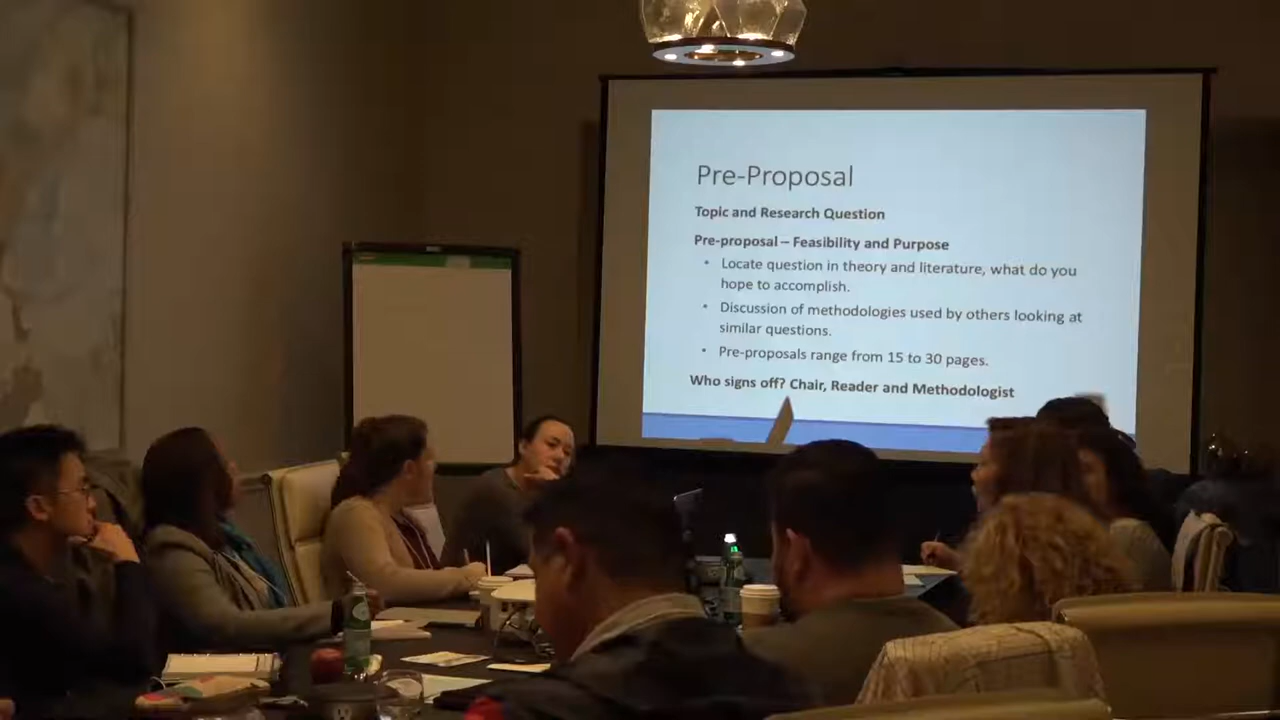 Pre-Proposal
Topic and Research Question
Pre-proposal – Feasibility and Purpose
• Locate question in theory and literature, what do you
hope to accomplish.
• Discussion of methodologies used by others looking at
similar questions.
• Pre-proposals range from 15 to 30 pages.
Who signs off? Chair, Reader and Methodologist